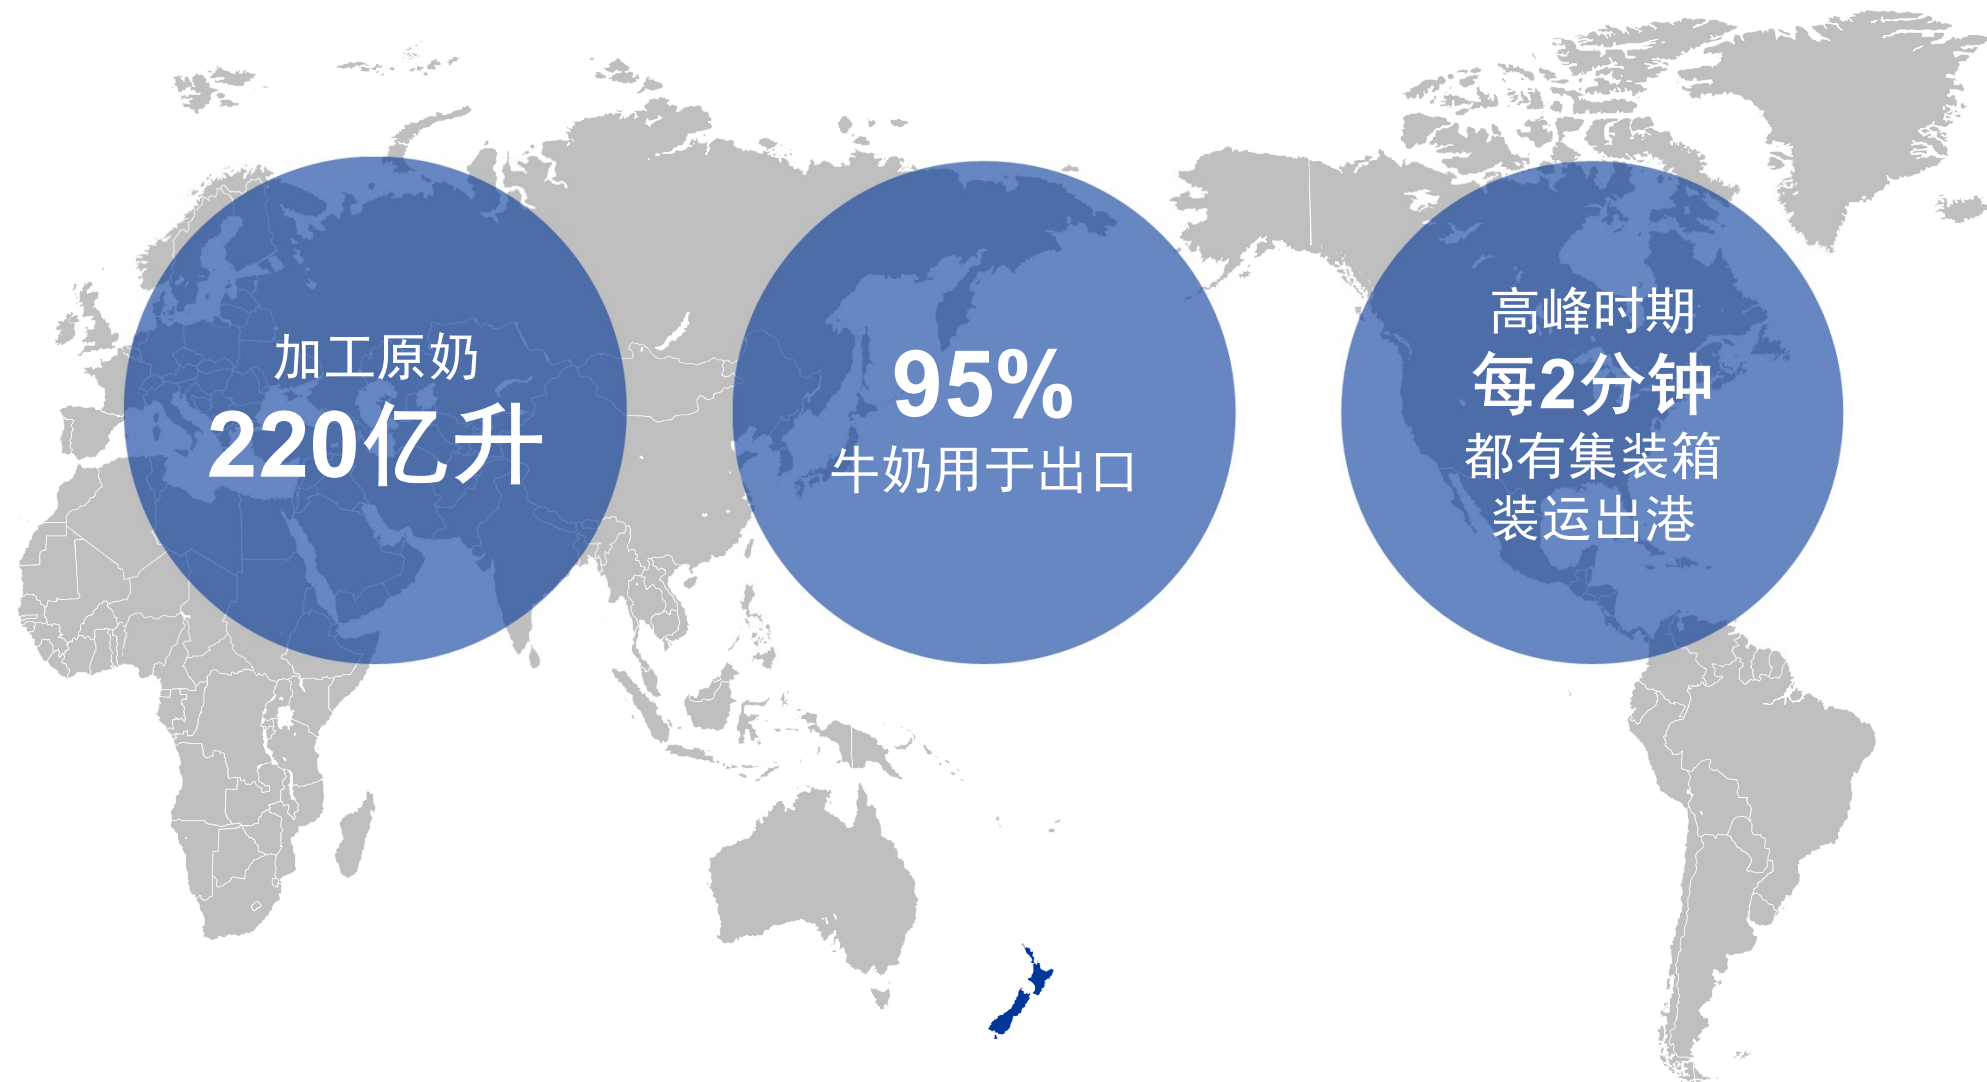 加工原奶
220亿升
95%
牛奶用于出口
高峰时期
每2分钟
都有集装箱
装运出港